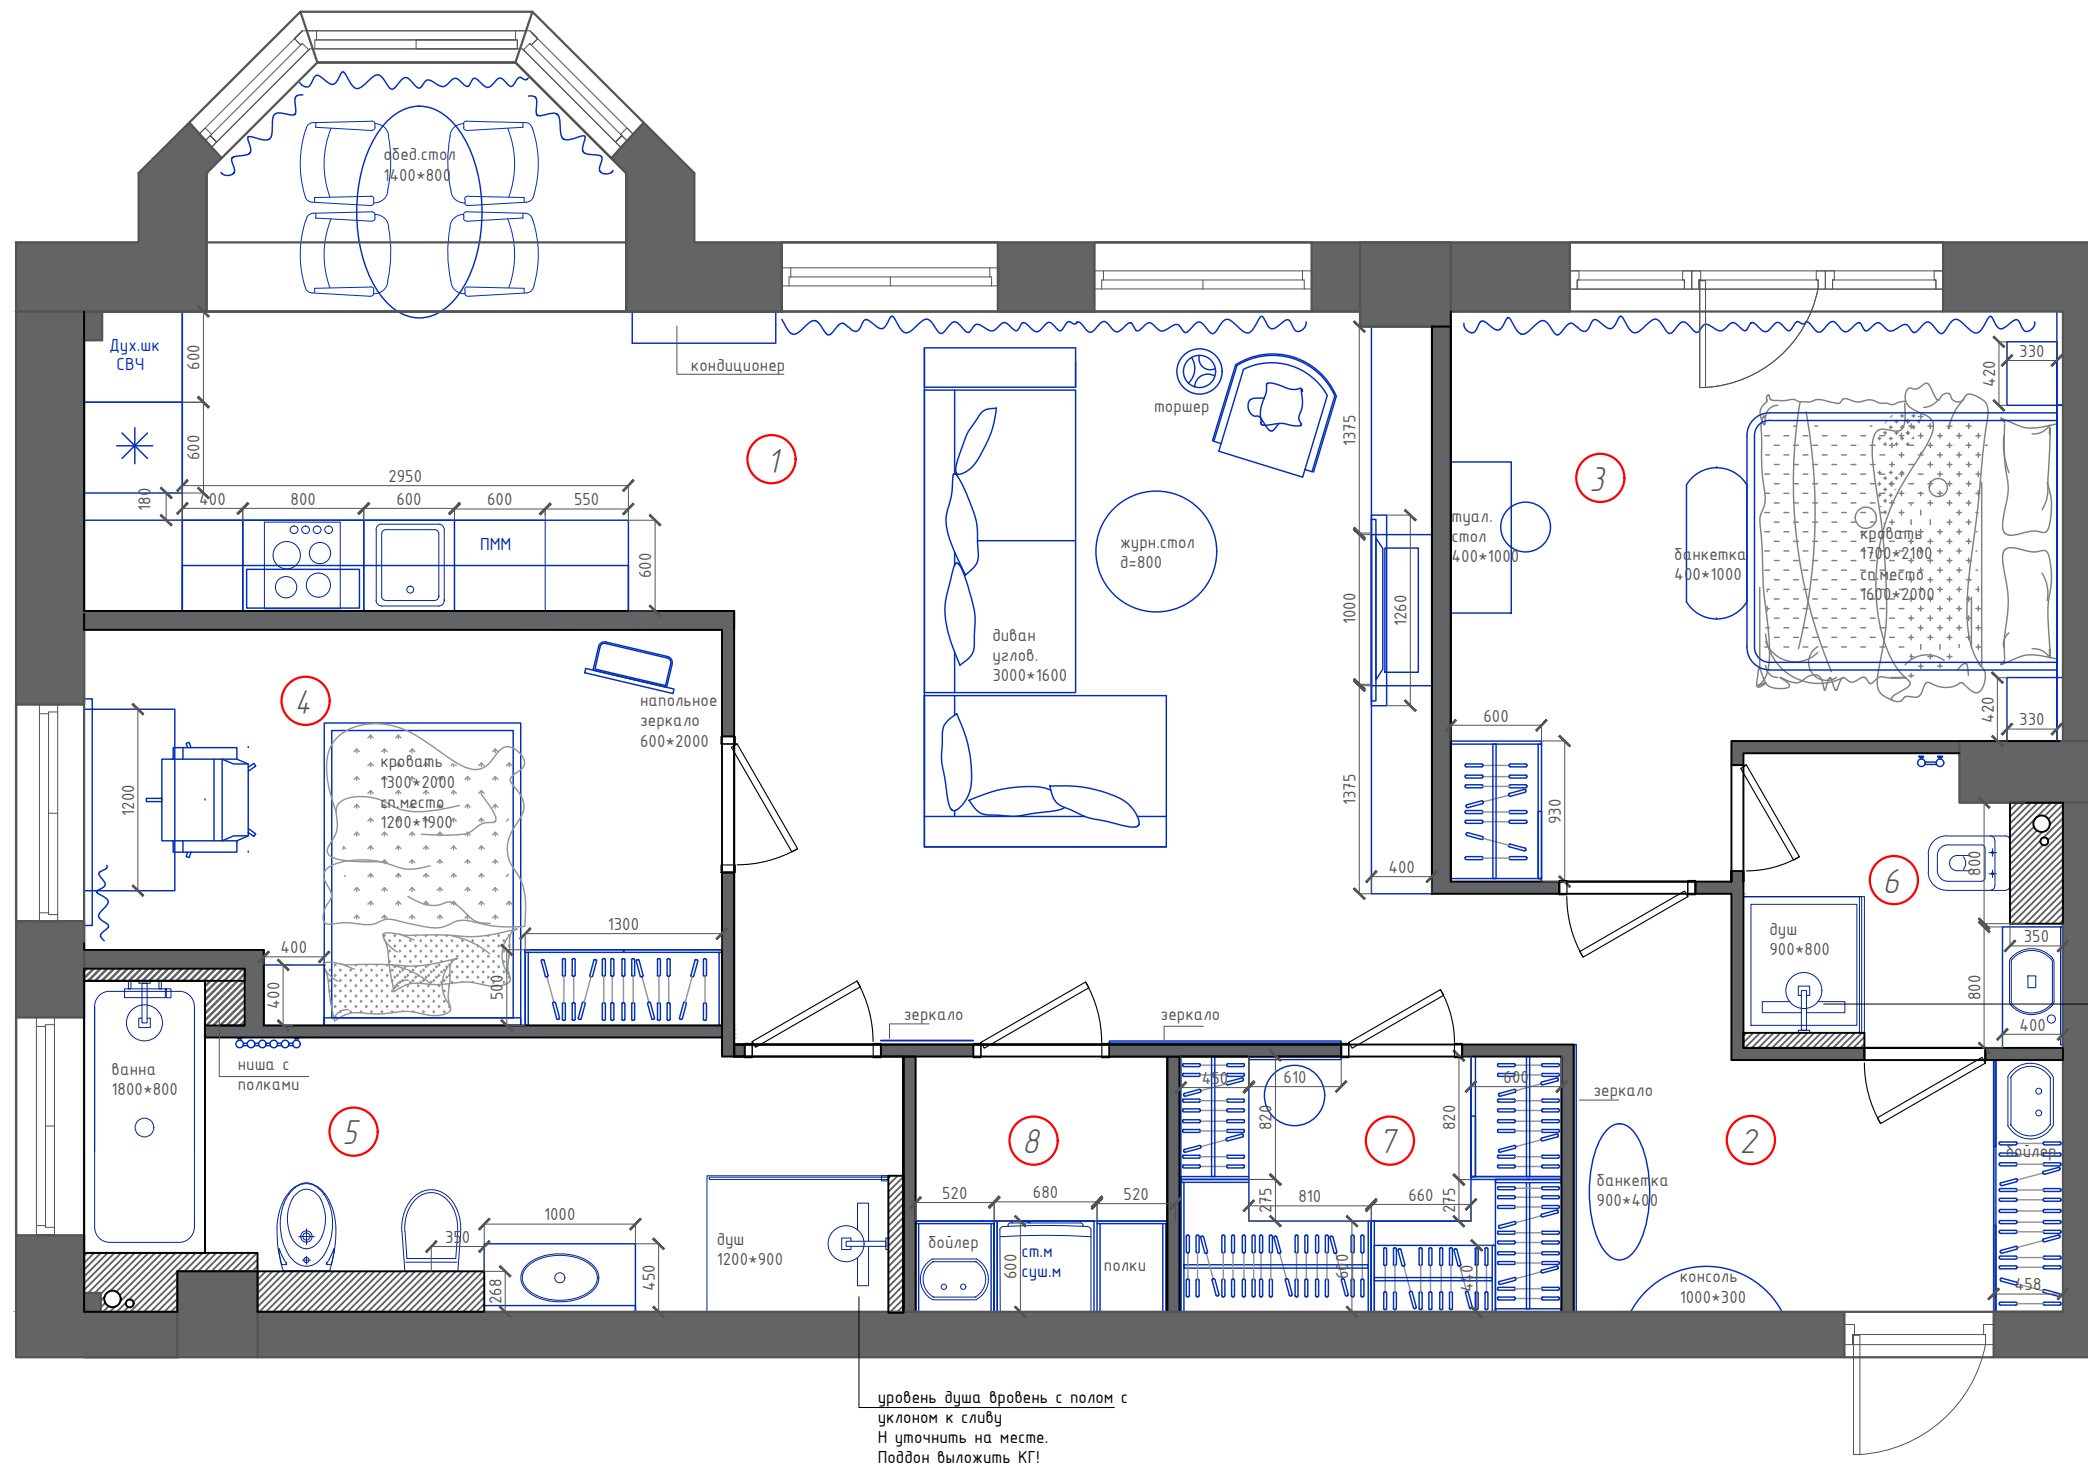 обед.стол
1400*800
Дух.шк
СВЧ
600
600
180
2950
400
800
600
600
550
600
ПММ
кондиционер
1
торшер
журн.стол
d=800
диван
углов.
3000*1600
1375
1000
1260
1375
400
3
туал.
стол
400*1000
банкетка
400*1000
кровать
1700*2100
сп.место
1600*2000
420
330
420
330
600
930
4
напольное
зеркало
600*2000
1200
кровать
1300*2000
сп.место
1200*1900
400
400
501
1300
6
душ
900*800
800
350
800
400
зеркало
зеркало
зеркало
ванна
1800*800
ниша с
полками
5
350
1000
268
450
душ
1200*900
8
520
680
520
бойлер
600
ст.м
суш.м
полки
7
450
610
600
820
820
275
275
810
660
600
440
2
банкетка
900*400
консоль
1000*300
бойлер
458
уровень душа вровень с полом с
уклоном к сливу
Н уточнить на месте.
Поддон выложить КГ!